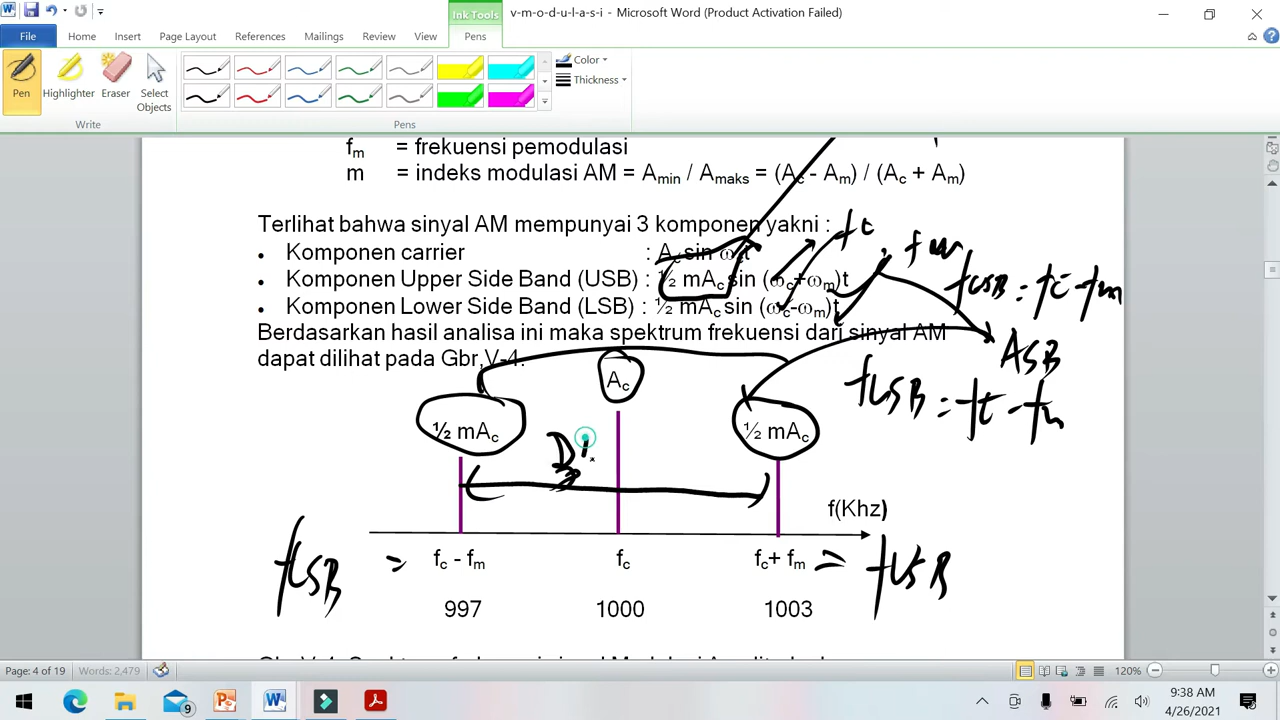 v-m-o-d-u-l-a-s-i - Microsoft Word (Product Activation Failed)
Ink Tools
File Home Insert Page Layout References Mailings Review View Pens
Pen Highlighter Eraser Select Objects
Color
Thickness
Write Pens
fm = frekuensi pemodulasi
m = indeks modulasi AM = Amin / Amaks = (Ac - Am) / (Ac + Am)
Terlihat bahwa sinyal AM mempunyai 3 komponen yakni :
• Komponen carrier : Ac sin ωct
• Komponen Upper Side Band (USB) : ½ mAc sin (ωc+ωm)t
• Komponen Lower Side Band (LSB) : ½ mAc sin (ωc-ωm)t
Berdasarkan hasil analisa ini maka spektrum frekuensi dari sinyal AM
dapat dilihat pada Gbr,V-4.
fc
fm
ASB
Ac
½ mAc ½ mAc
f(Khz)
fLSB = fc - fm fc fc+ fm = fUSB
997 1000 1003
Page: 4 of 19 Words: 2,479 120%
9
9:38 AM
4/26/2021